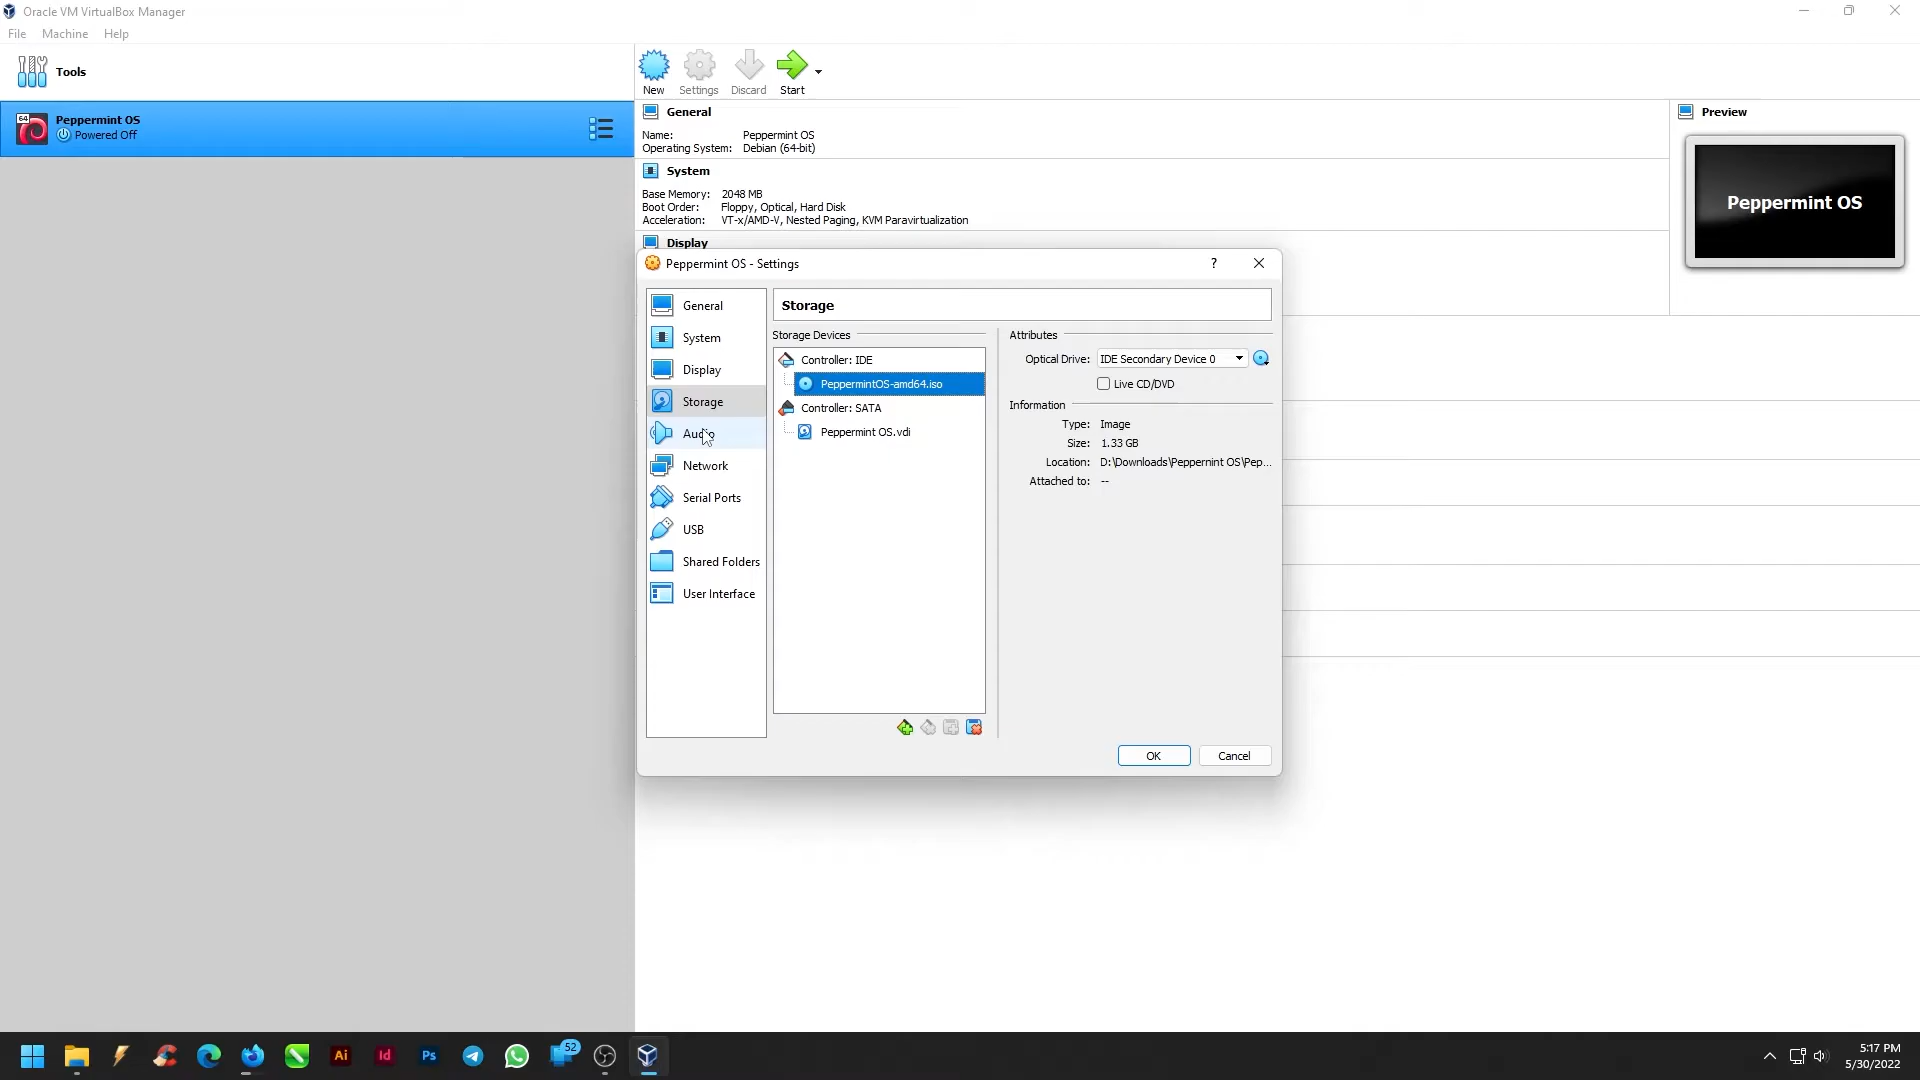 Oracle VM VirtualBox Manager
File Machine Help
Tools
New Settings Discard Start
64 Peppermint OS
Powered Off
General
Name: Peppermint OS
Operating System: Debian (64-bit)
System
Base Memory: 2048 MB
Boot Order: Floppy, Optical, Hard Disk
Acceleration: VT-x/AMD-V, Nested Paging, KVM Paravirtualization
Display
Preview
Peppermint OS
Peppermint OS - Settings
?
General
System
Display
Storage
Audio
Network
Serial Ports
USB
Shared Folders
User Interface
Storage
Storage Devices
Controller: IDE
PeppermintOS-amd64.iso
Controller: SATA
Peppermint OS.vdi
Attributes
Optical Drive: IDE Secondary Device 0
Live CD/DVD
Information
Type: Image
Size: 1.33 GB
Location: D:\Downloads\Peppernint OS\Pep...
Attached to: --
OK Cancel
Ai Id Ps 52
5:17 PM
5/30/2022